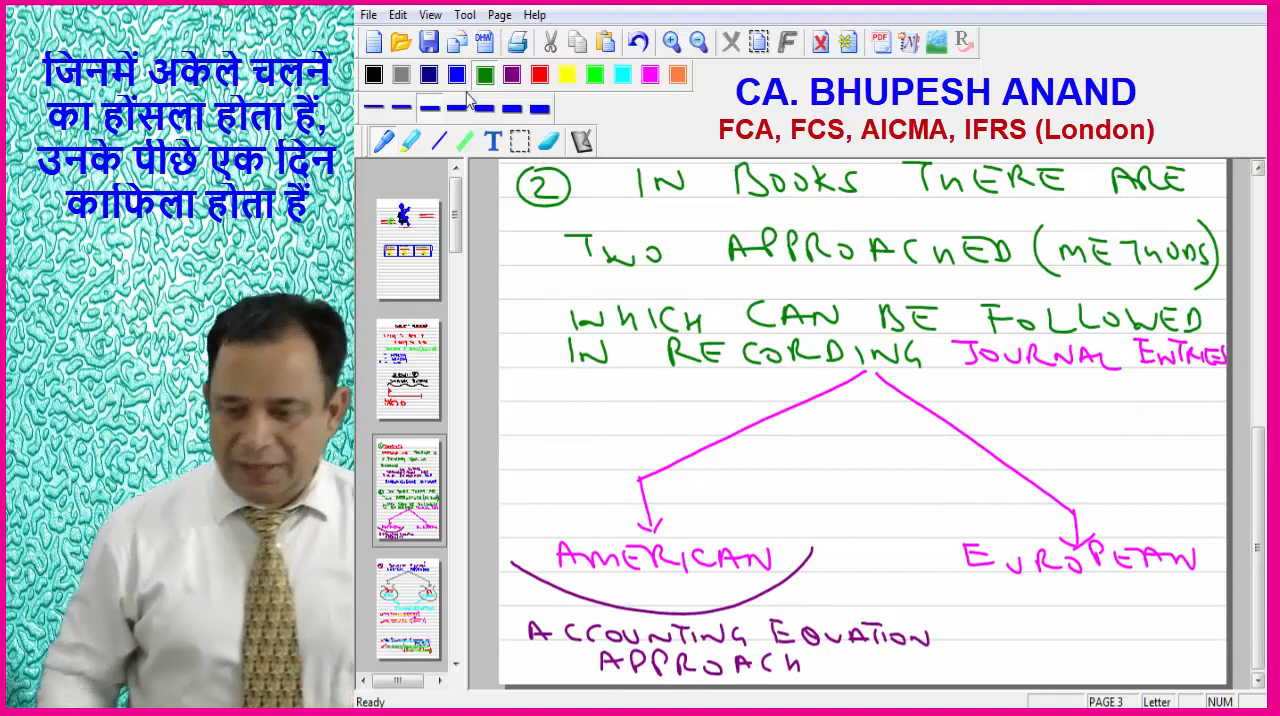 जिनमें अकेले चलने
का होंसला होता हैं,
उनके पीछे एक दिन
काफिला होता हैं
File Edit View Tool Page Help
DHW
PDF
CA. BHUPESH ANAND
FCA, FCS, AICMA, IFRS (London)
② IN BOOKS THERE ARE
TWO APPROACHED (METHODS)
WHICH CAN BE FOLLOWED
IN RECORDING JOURNAL ENTRIES
AMERICAN EUROPEAN
ACCOUNTING EQUATION
APPROACH
Ready PAGE 3 Letter NUM